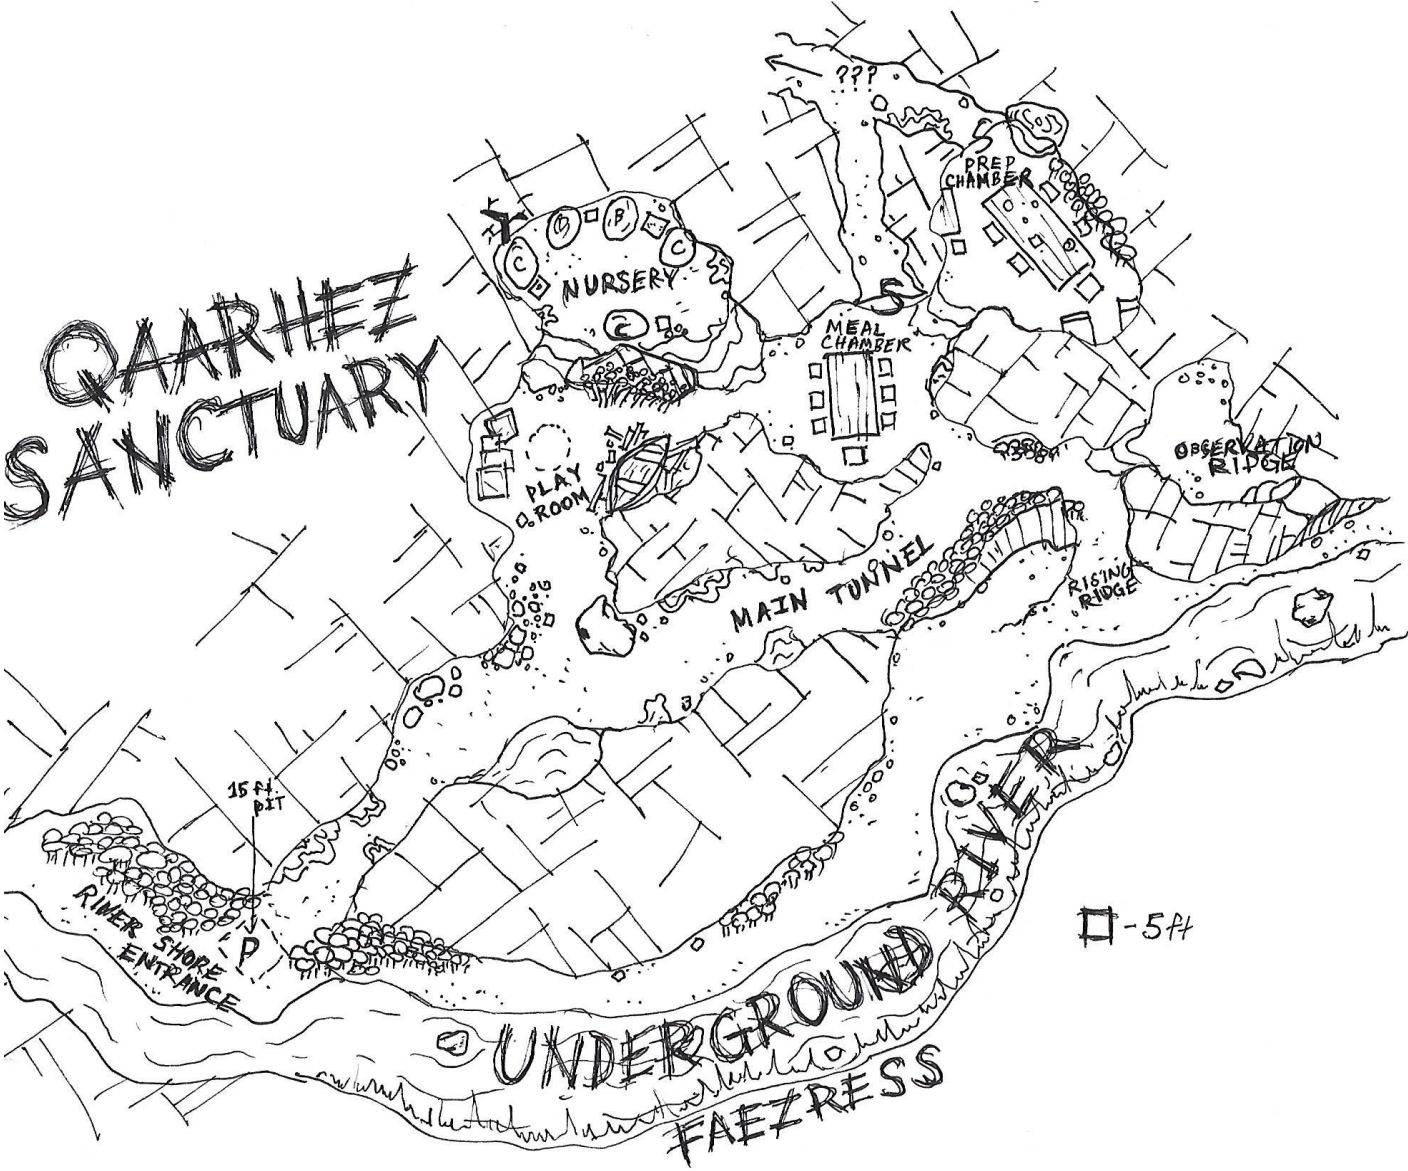 ???
PREP
CHAMBER
QAARHEZ
SANCTUARY
B
B
C
C
NURSERY
C
S
MEAL
CHAMBER
OBSERVATION
RIDGE
PLAY
ROOM
MAIN TUNNEL
RISING
RIDGE
15 ft.
PIT
P
RIVER SHORE
ENTRANCE
UNDERGROUND RIVER
- 5ft
FAEZRESS